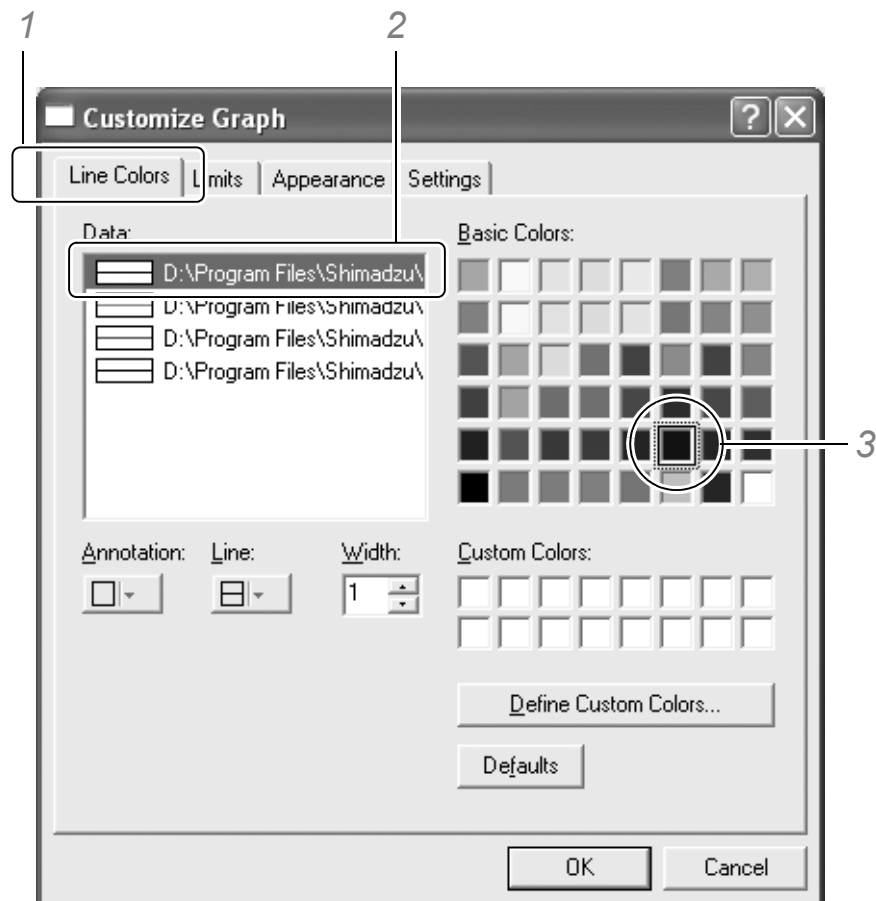 1
2
Customize Graph
Line Colors
Limits
Appearance
Settings
Data:
D:\Program Files\Shimadzu\
D:\Program Files\Shimadzu\
D:\Program Files\Shimadzu\
D:\Program Files\Shimadzu\
Basic Colors:
3
Annotation:
Line:
Width:
1
Custom Colors:
Define Custom Colors...
Defaults
OK
Cancel